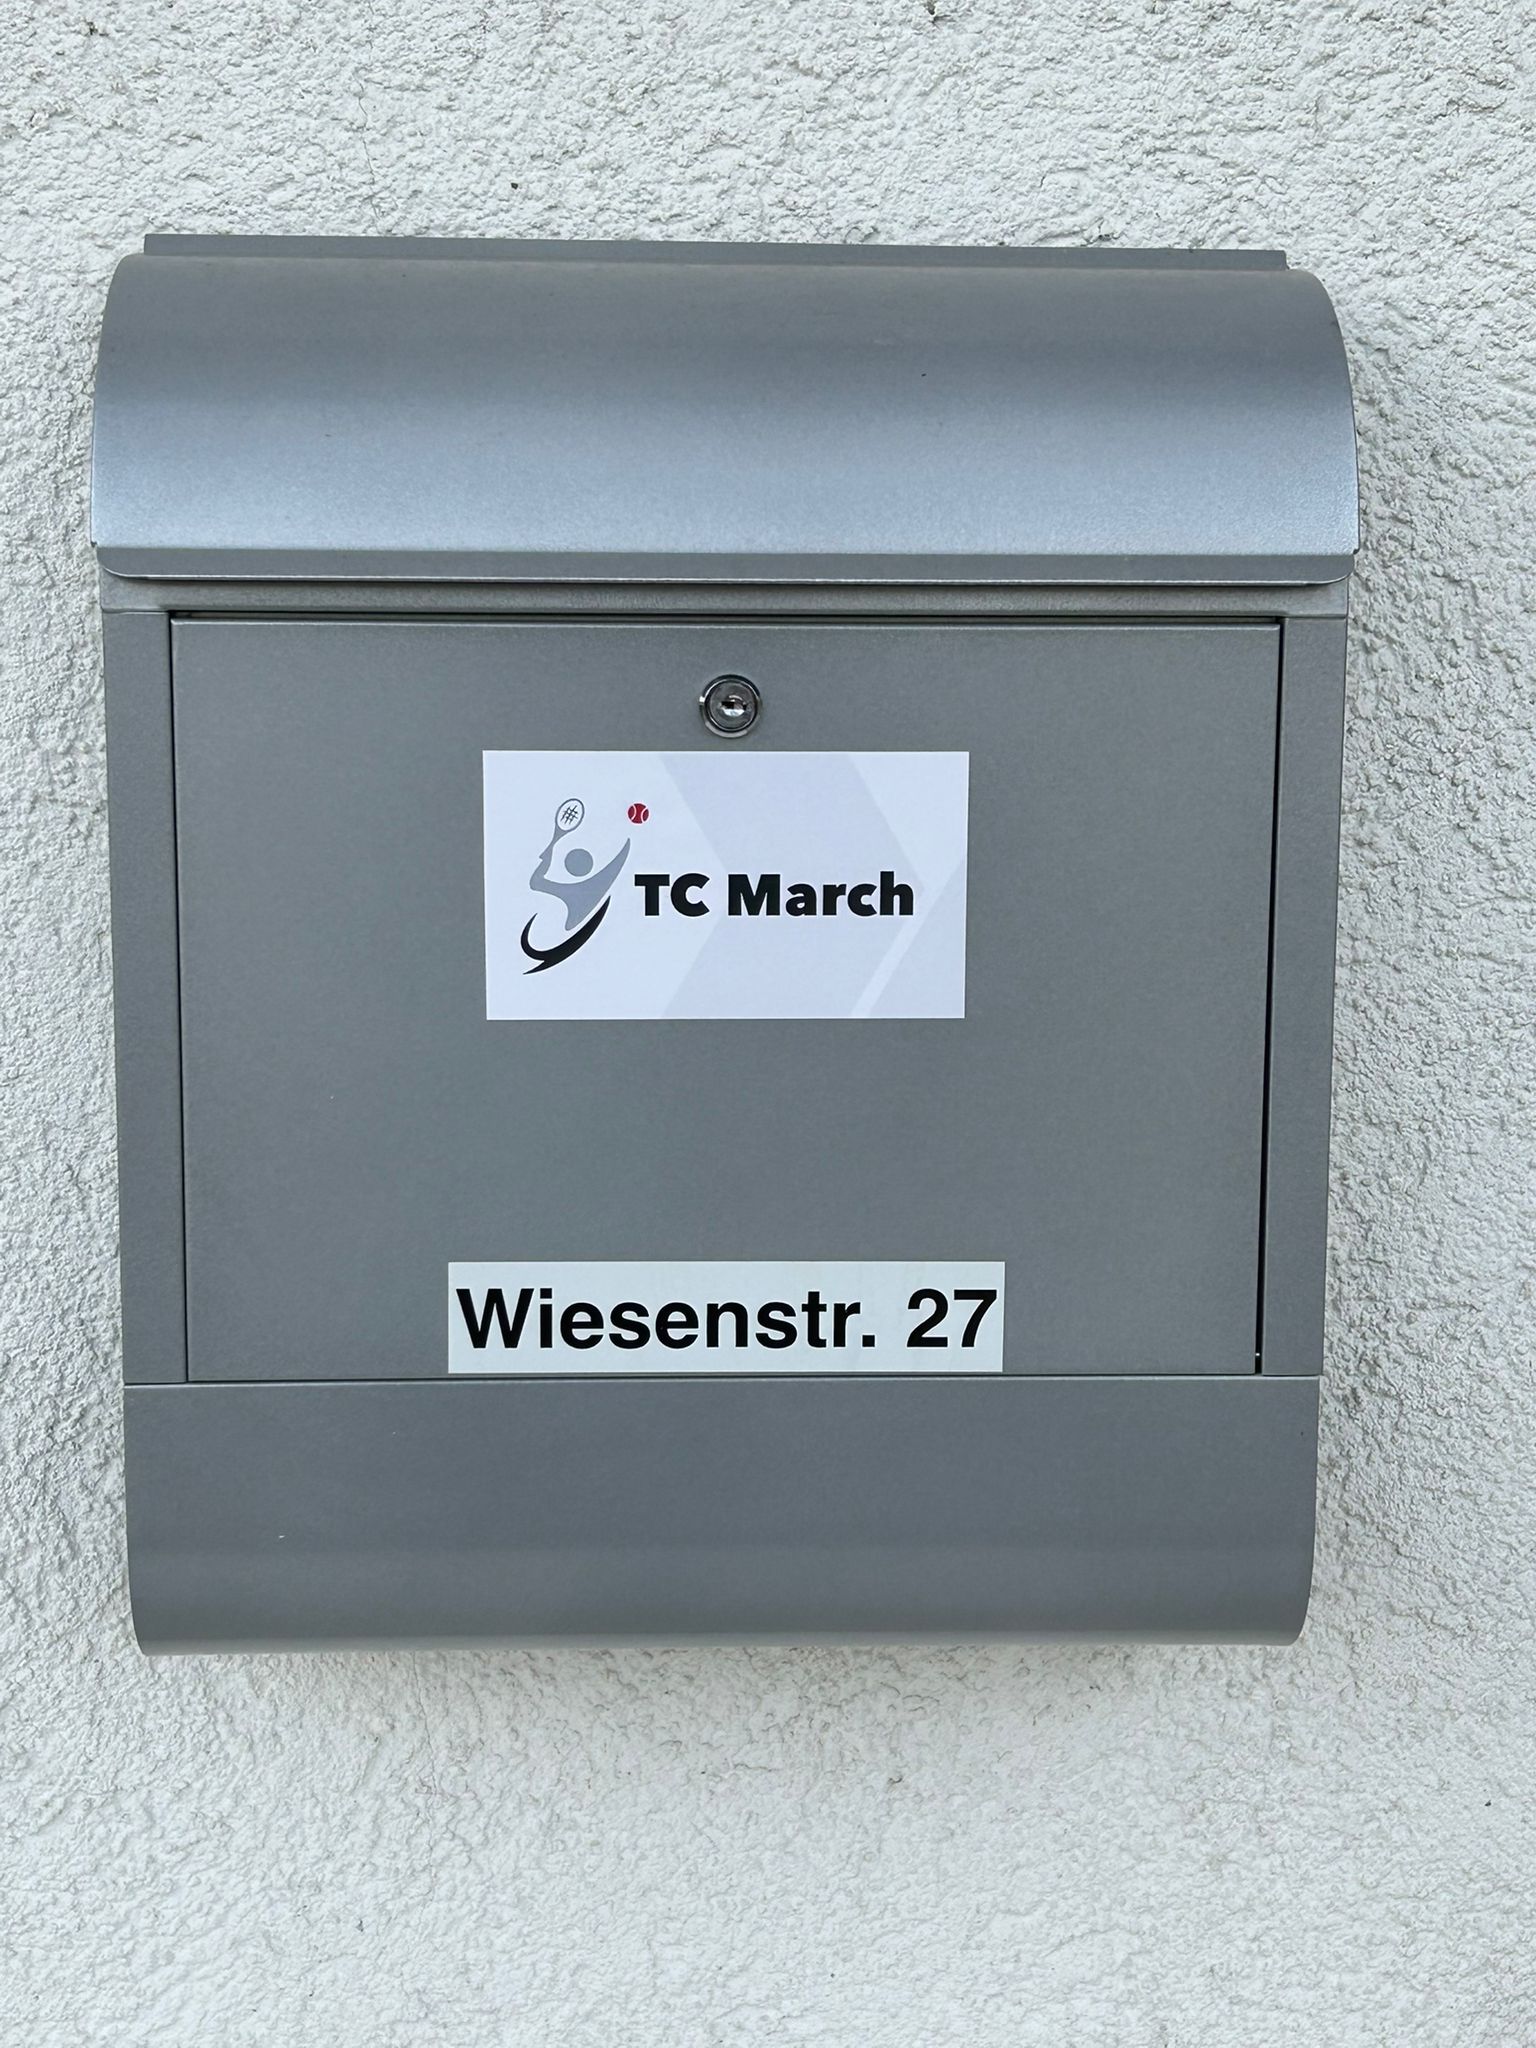 TC March
Wiesenstr. 27